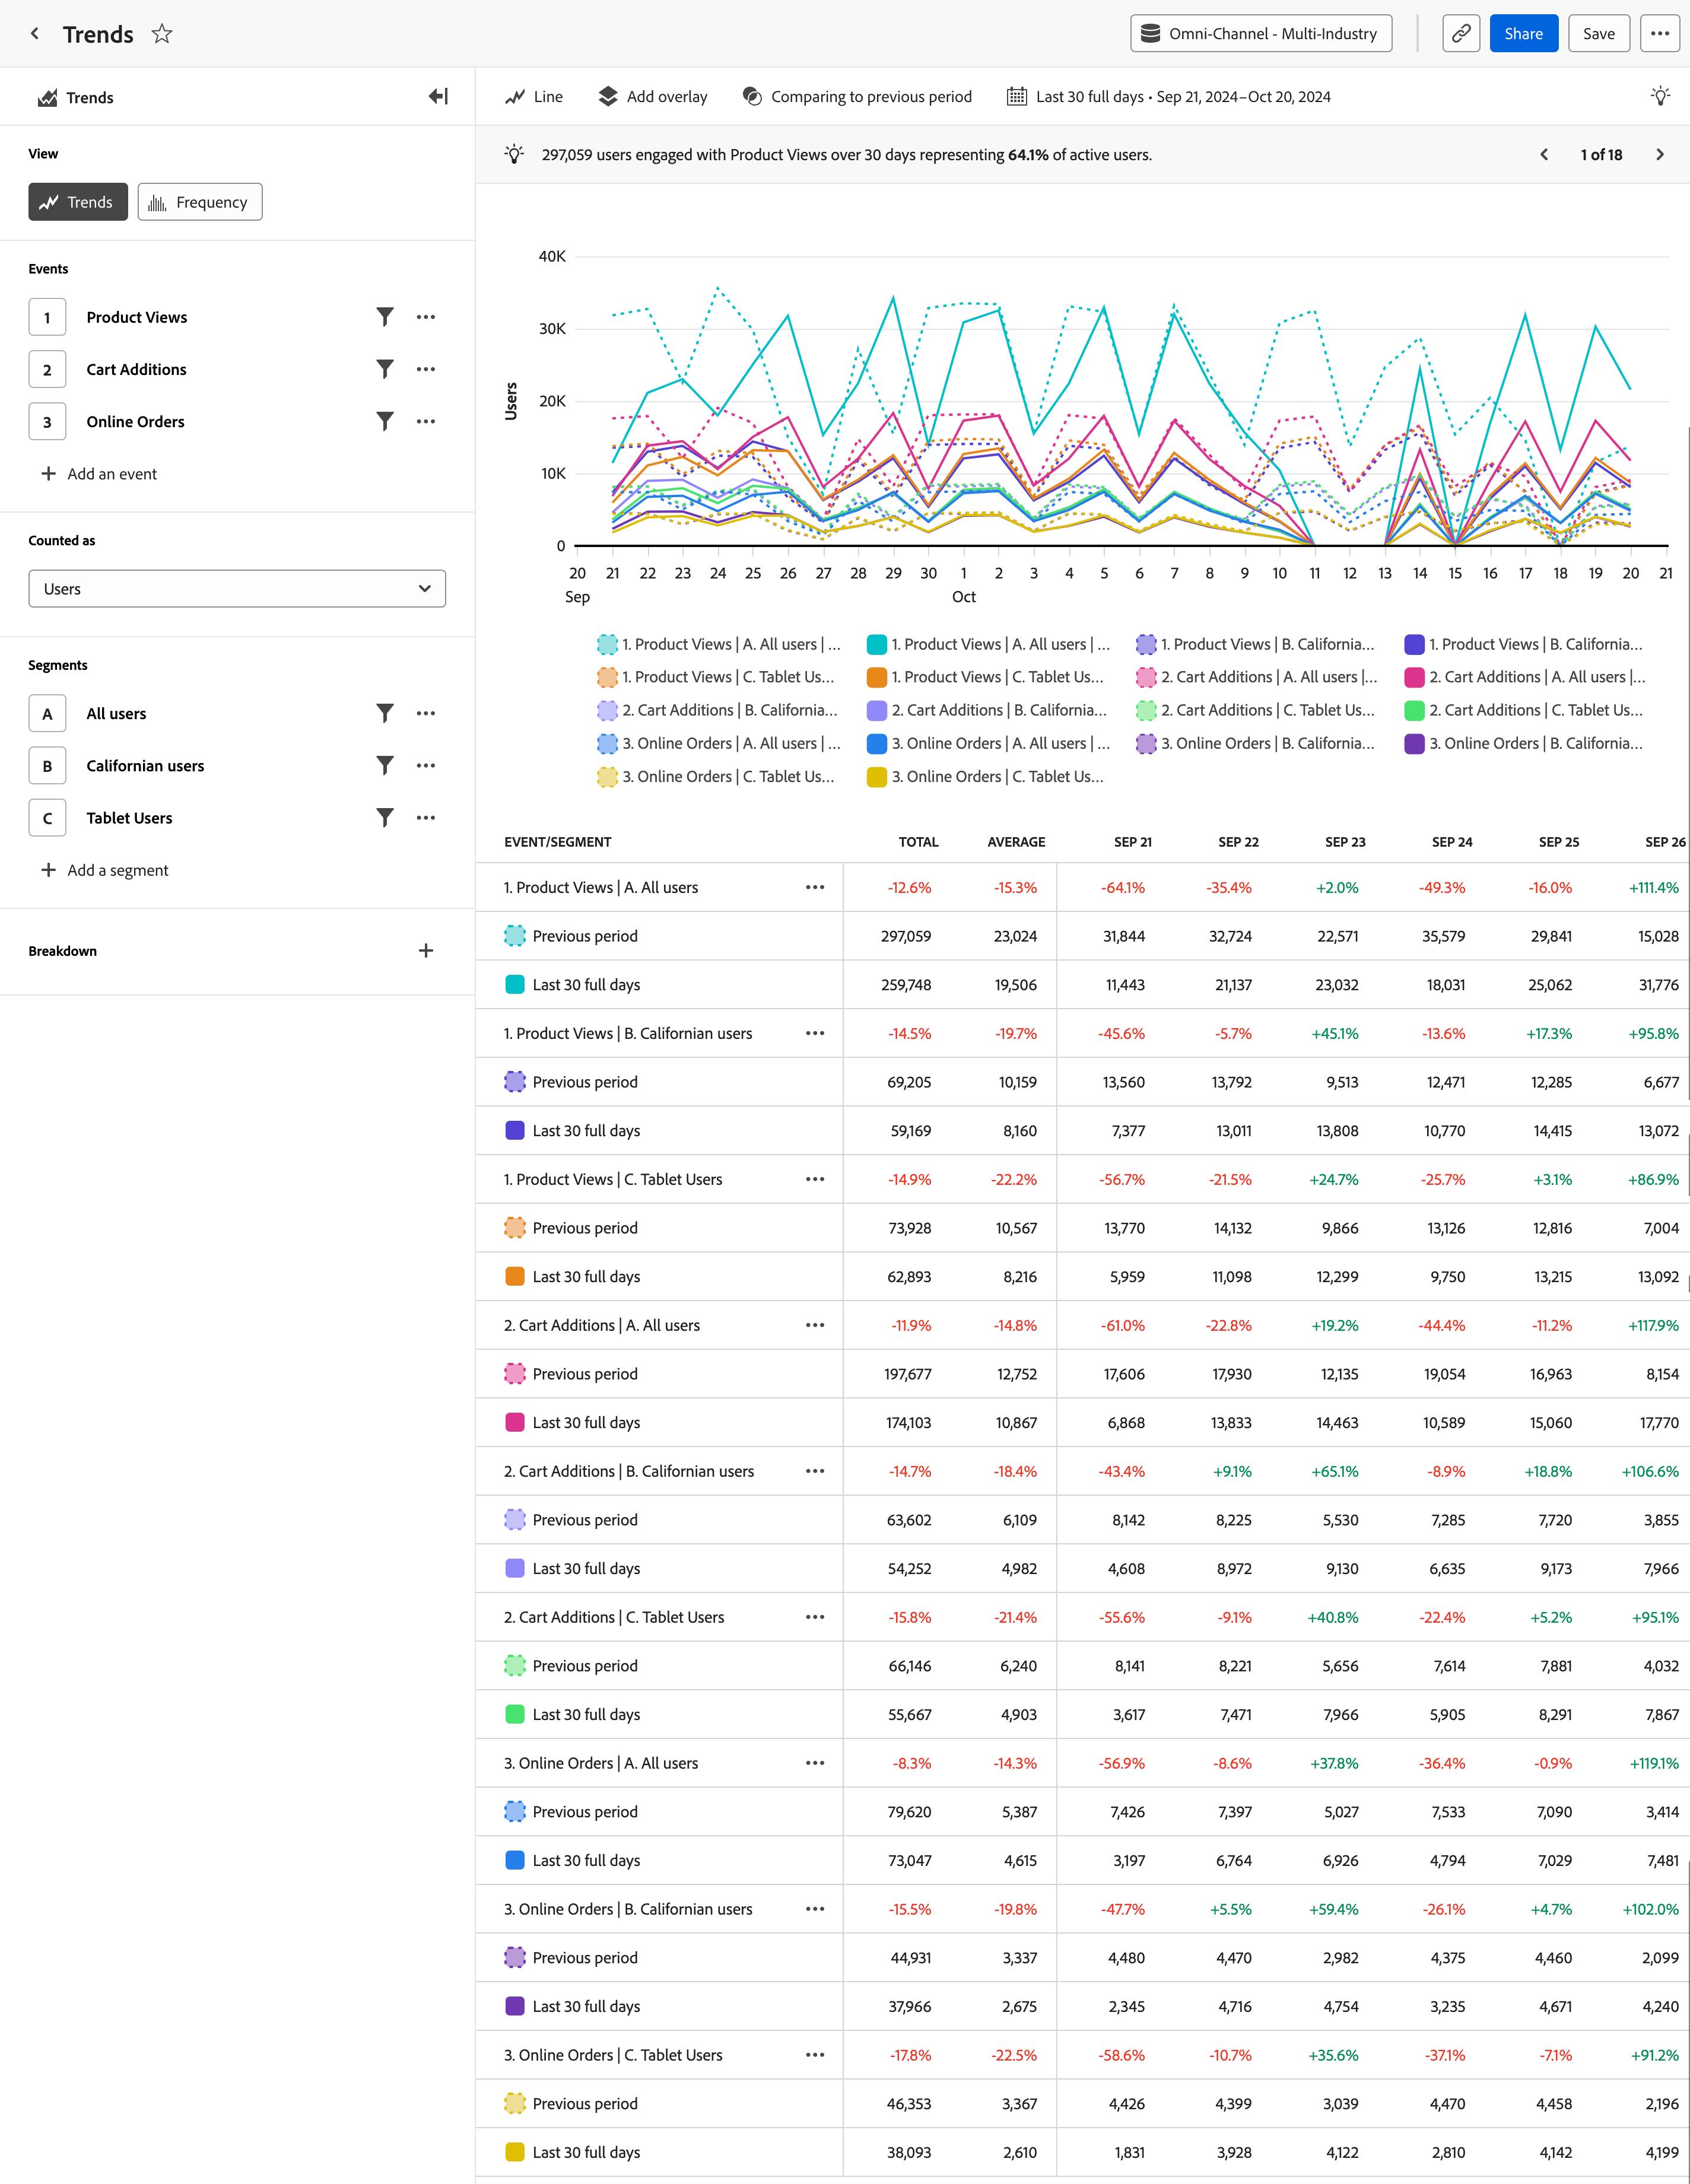 Trends
Omni-Channel - Multi-Industry
Share
Save
Trends
Line
Add overlay
Comparing to previous period
Last 30 full days • Sep 21, 2024–Oct 20, 2024
View
Trends
Frequency
Events
1 Product Views
2 Cart Additions
3 Online Orders
Add an event
Counted as
Users
Segments
A All users
B Californian users
C Tablet Users
Add a segment
Breakdown
297,059 users engaged with Product Views over 30 days representing 64.1% of active users.
1 of 18
Users
40K
30K
20K
10K
0
20 21 22 23 24 25 26 27 28 29 30 1 2 3 4 5 6 7 8 9 10 11 12 13 14 15 16 17 18 19 20 21
Sep Oct
1. Product Views | A. All users | ... 1. Product Views | A. All users | ... 1. Product Views | B. California... 1. Product Views | B. California...
1. Product Views | C. Tablet Us... 1. Product Views | C. Tablet Us... 2. Cart Additions | A. All users |... 2. Cart Additions | A. All users |...
2. Cart Additions | B. California... 2. Cart Additions | B. California... 2. Cart Additions | C. Tablet Us... 2. Cart Additions | C. Tablet Us...
3. Online Orders | A. All users | ... 3. Online Orders | A. All users | ... 3. Online Orders | B. California... 3. Online Orders | B. California...
3. Online Orders | C. Tablet Us... 3. Online Orders | C. Tablet Us...
EVENT/SEGMENT TOTAL AVERAGE SEP 21 SEP 22 SEP 23 SEP 24 SEP 25 SEP 26
1. Product Views | A. All users -12.6% -15.3% -64.1% -35.4% +2.0% -49.3% -16.0% +111.4%
Previous period 297,059 23,024 31,844 32,724 22,571 35,579 29,841 15,028
Last 30 full days 259,748 19,506 11,443 21,137 23,032 18,031 25,062 31,776
1. Product Views | B. Californian users -14.5% -19.7% -45.6% -5.7% +45.1% -13.6% +17.3% +95.8%
Previous period 69,205 10,159 13,560 13,792 9,513 12,471 12,285 6,677
Last 30 full days 59,169 8,160 7,377 13,011 13,808 10,770 14,415 13,072
1. Product Views | C. Tablet Users -14.9% -22.2% -56.7% -21.5% +24.7% -25.7% +3.1% +86.9%
Previous period 73,928 10,567 13,770 14,132 9,866 13,126 12,816 7,004
Last 30 full days 62,893 8,216 5,959 11,098 12,299 9,750 13,215 13,092
2. Cart Additions | A. All users -11.9% -14.8% -61.0% -22.8% +19.2% -44.4% -11.2% +117.9%
Previous period 197,677 12,752 17,606 17,930 12,135 19,054 16,963 8,154
Last 30 full days 174,103 10,867 6,868 13,833 14,463 10,589 15,060 17,770
2. Cart Additions | B. Californian users -14.7% -18.4% -43.4% +9.1% +65.1% -8.9% +18.8% +106.6%
Previous period 63,602 6,109 8,142 8,225 5,530 7,285 7,720 3,855
Last 30 full days 54,252 4,982 4,608 8,972 9,130 6,635 9,173 7,966
2. Cart Additions | C. Tablet Users -15.8% -21.4% -55.6% -9.1% +40.8% -22.4% +5.2% +95.1%
Previous period 66,146 6,240 8,141 8,221 5,656 7,614 7,881 4,032
Last 30 full days 55,667 4,903 3,617 7,471 7,966 5,905 8,291 7,867
3. Online Orders | A. All users -8.3% -14.3% -56.9% -8.6% +37.8% -36.4% -0.9% +119.1%
Previous period 79,620 5,387 7,426 7,397 5,027 7,533 7,090 3,414
Last 30 full days 73,047 4,615 3,197 6,764 6,926 4,794 7,029 7,481
3. Online Orders | B. Californian users -15.5% -19.8% -47.7% +5.5% +59.4% -26.1% +4.7% +102.0%
Previous period 44,931 3,337 4,480 4,470 2,982 4,375 4,460 2,099
Last 30 full days 37,966 2,675 2,345 4,716 4,754 3,235 4,671 4,240
3. Online Orders | C. Tablet Users -17.8% -22.5% -58.6% -10.7% +35.6% -37.1% -7.1% +91.2%
Previous period 46,353 3,367 4,426 4,399 3,039 4,470 4,458 2,196
Last 30 full days 38,093 2,610 1,831 3,928 4,122 2,810 4,142 4,199